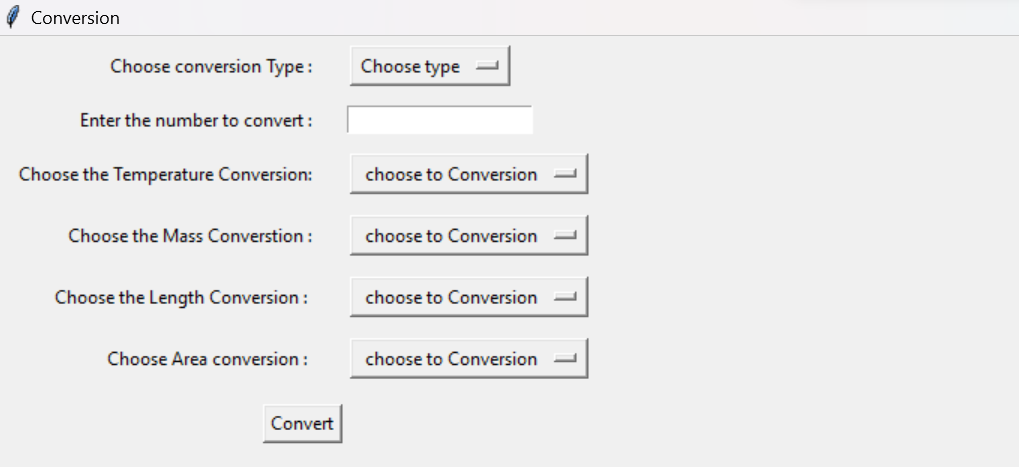 Conversion
Choose conversion Type : Choose type
Enter the number to convert :
Choose the Temperature Conversion: choose to Conversion
Choose the Mass Converstion : choose to Conversion
Choose the Length Conversion : choose to Conversion
Choose Area conversion : choose to Conversion
Convert